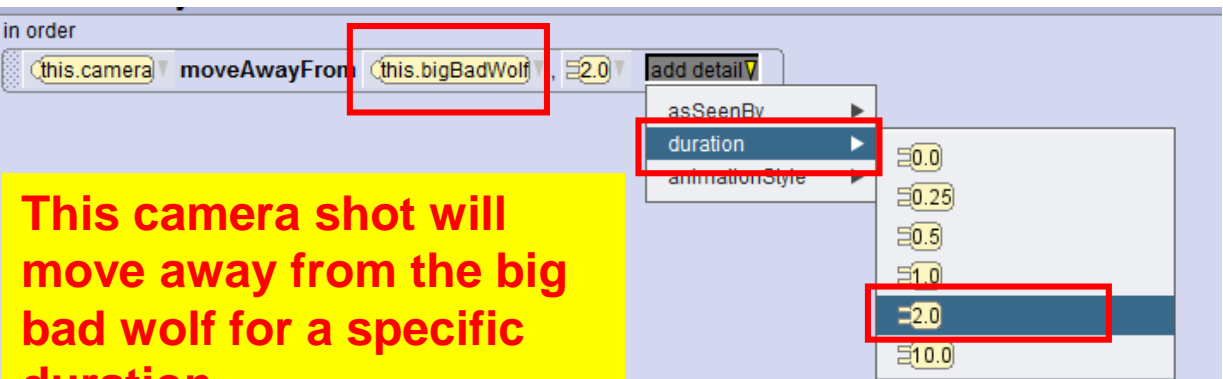 in order
this.camera moveAwayFrom this.bigBadWolf , 2.0 add detail
asSeenBy
duration
animationStyle
0.0
0.25
0.5
1.0
2.0
10.0
This camera shot will
move away from the big
bad wolf for a specific
duration